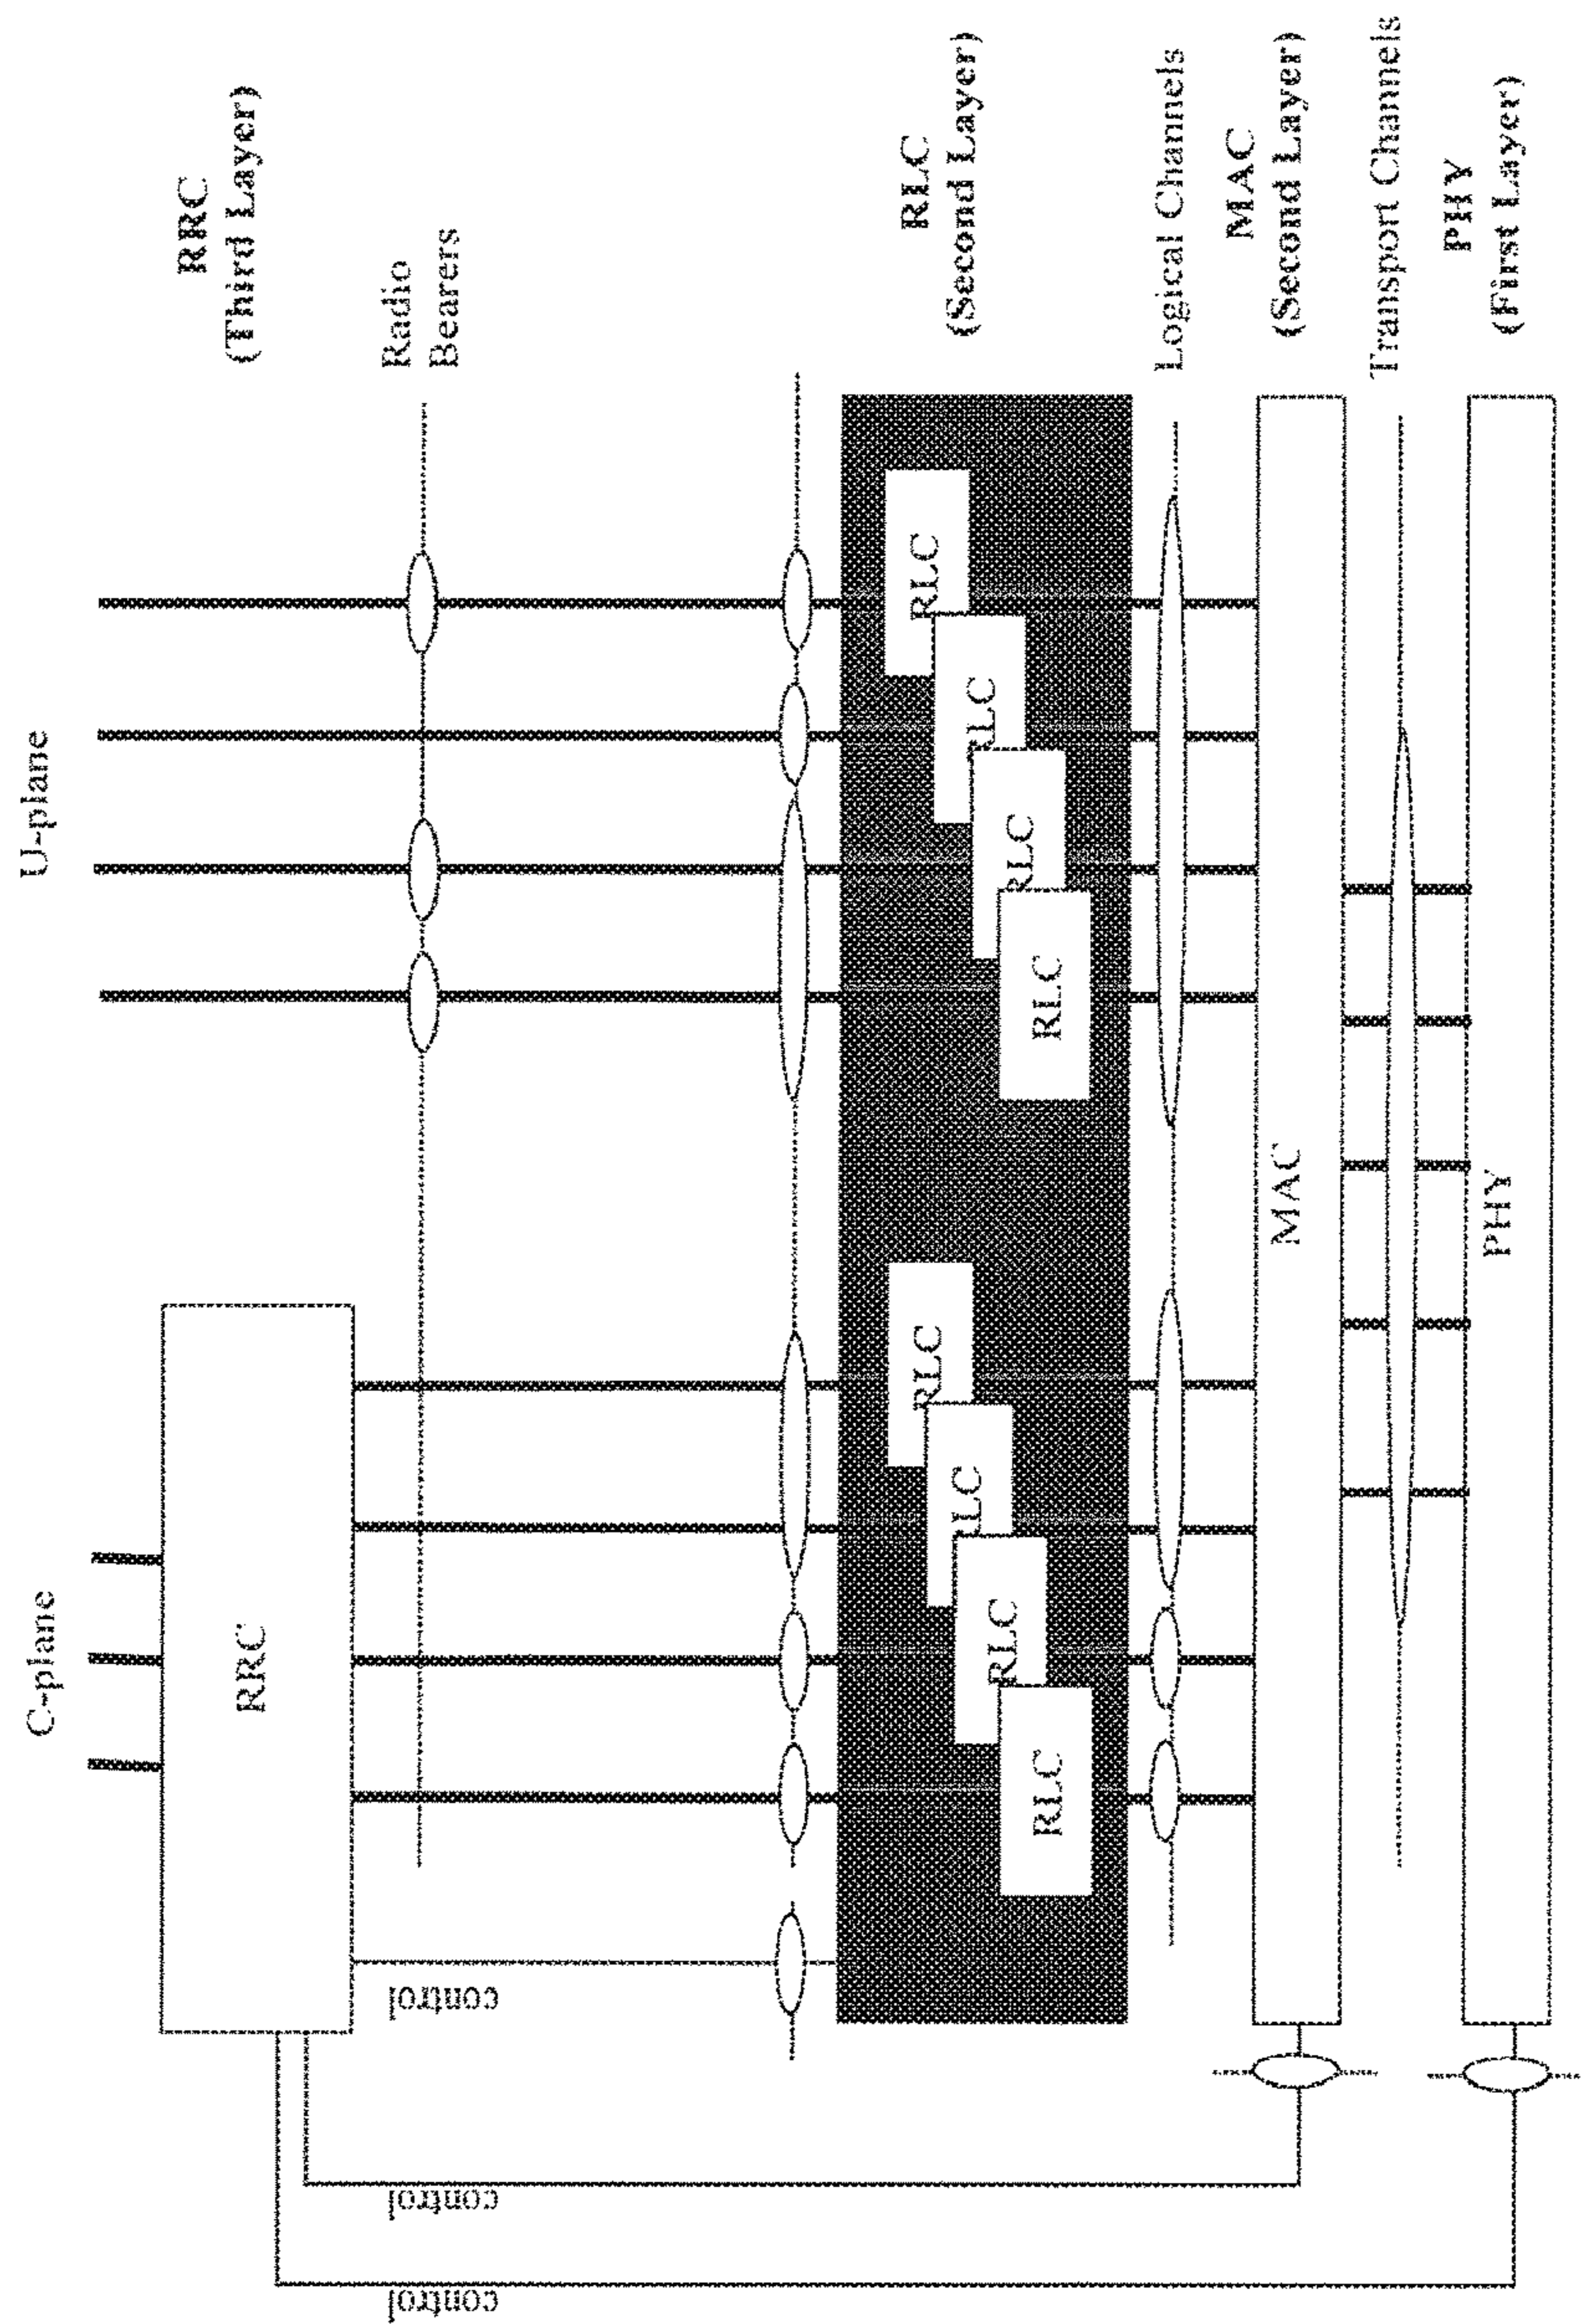 C-plane
U-plane
RRC
RRC
(Third Layer)
control
control
control
Radio
Bearers
RLC
RLC
RLC
RLC
RLC
RLC
RLC
RLC
RLC
(Second Layer)
Logical Channels
MAC
MAC
(Second Layer)
Transport Channels
PHY
PHY
(First Layer)